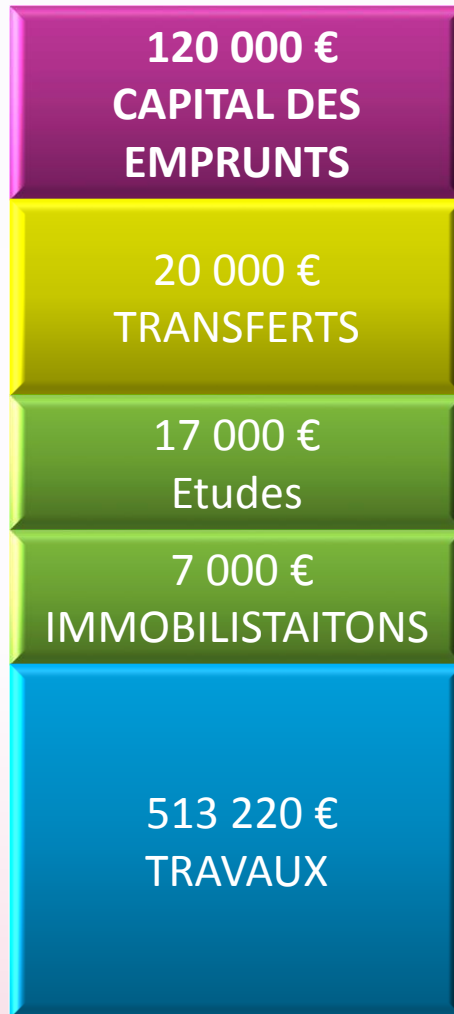 120 000 €
CAPITAL DES
EMPRUNTS
20 000 €
TRANSFERTS
17 000 €
Etudes
7 000 €
IMMOBILISTAITONS
513 220 €
TRAVAUX